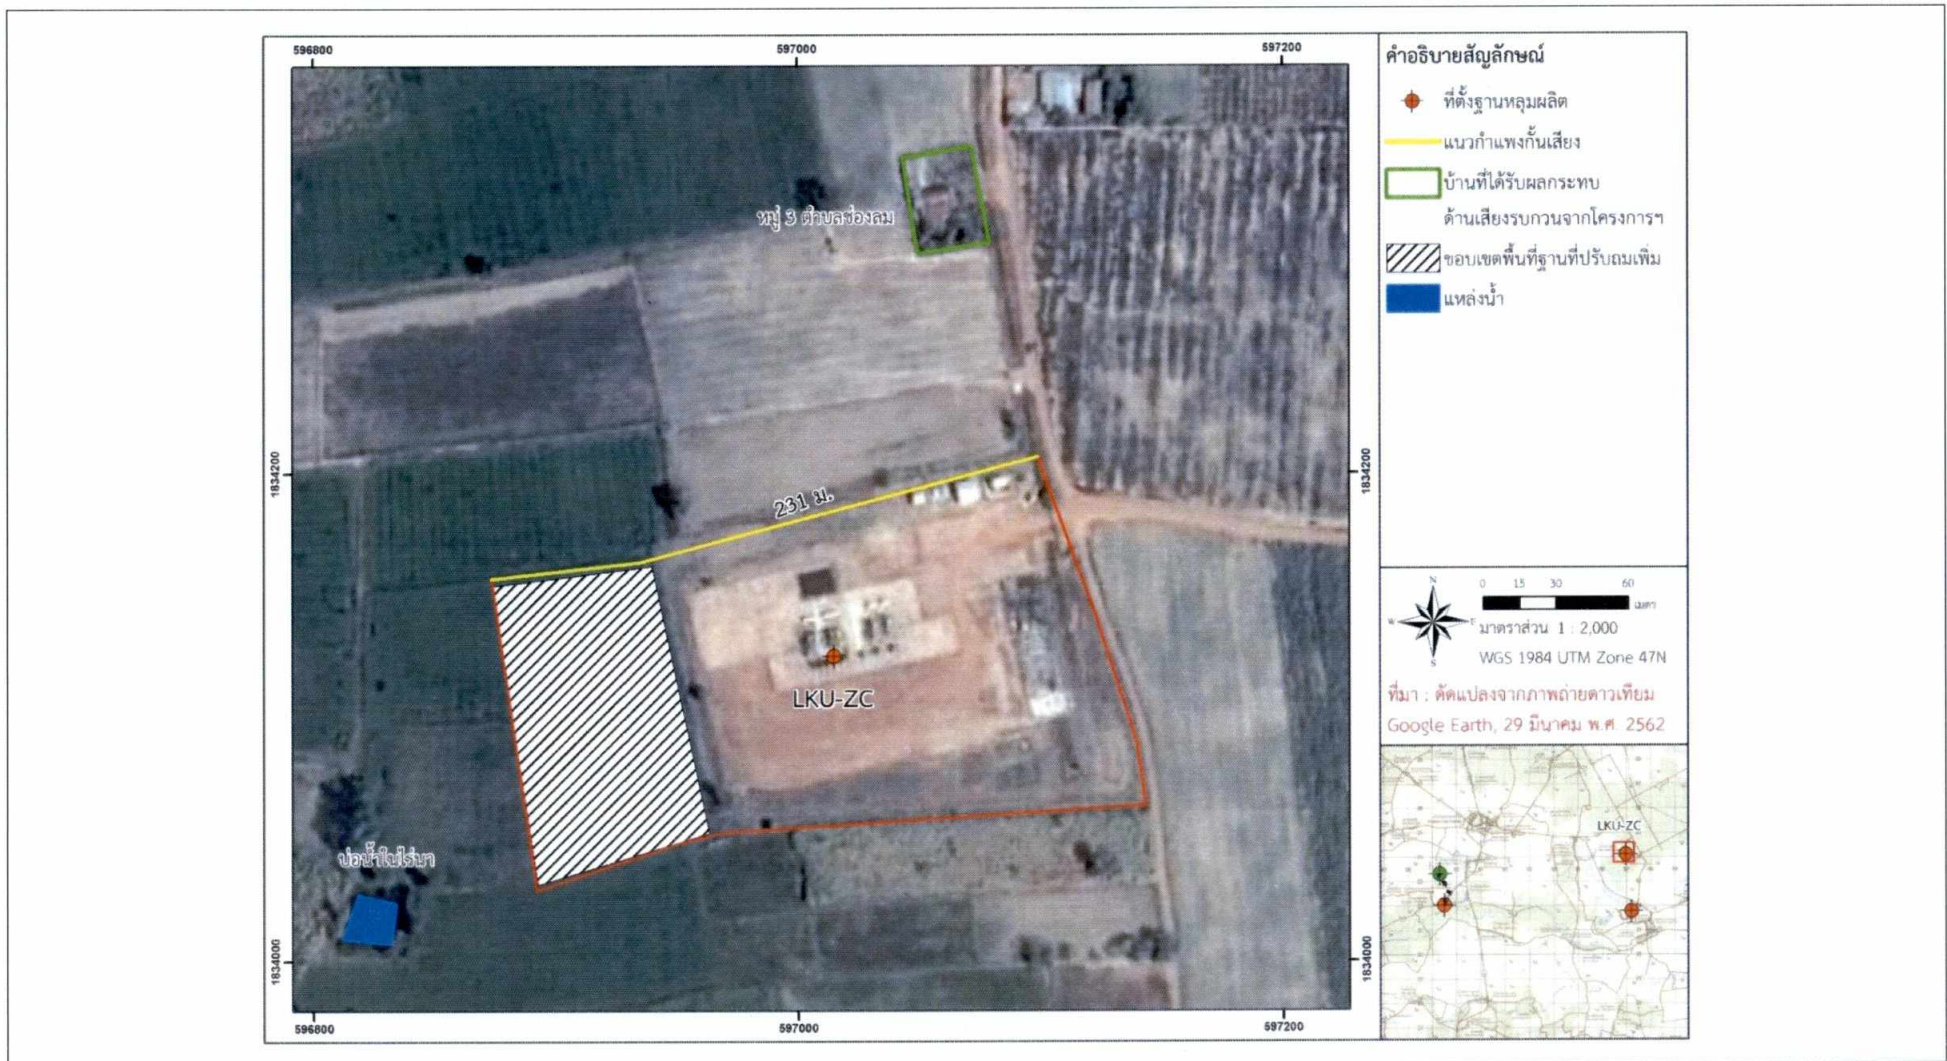 596800
597000
597200
1834200
1834200
1834000
1834000
596800
597000
597200
หมู่ 3 ตำบลช่องลม
231 ม.
LKU-ZC
บ่อน้ำในไร่นา
คำอธิบายสัญลักษณ์
ที่ตั้งฐานหลุมผลิต
แนวกำแพงกั้นเสียง
บ้านที่ได้รับผลกระทบ
ด้านเสียงรบกวนจากโครงการฯ
ขอบเขตพื้นที่ฐานที่ปรับถมเพิ่ม
แหล่งน้ำ
N
W
E
S
0 15 30 60
เมตร
มาตราส่วน 1 : 2,000
WGS 1984 UTM Zone 47N
ที่มา : ดัดแปลงจากภาพถ่ายดาวเทียม
Google Earth, 29 มีนาคม พ.ศ. 2562
LKU-ZC